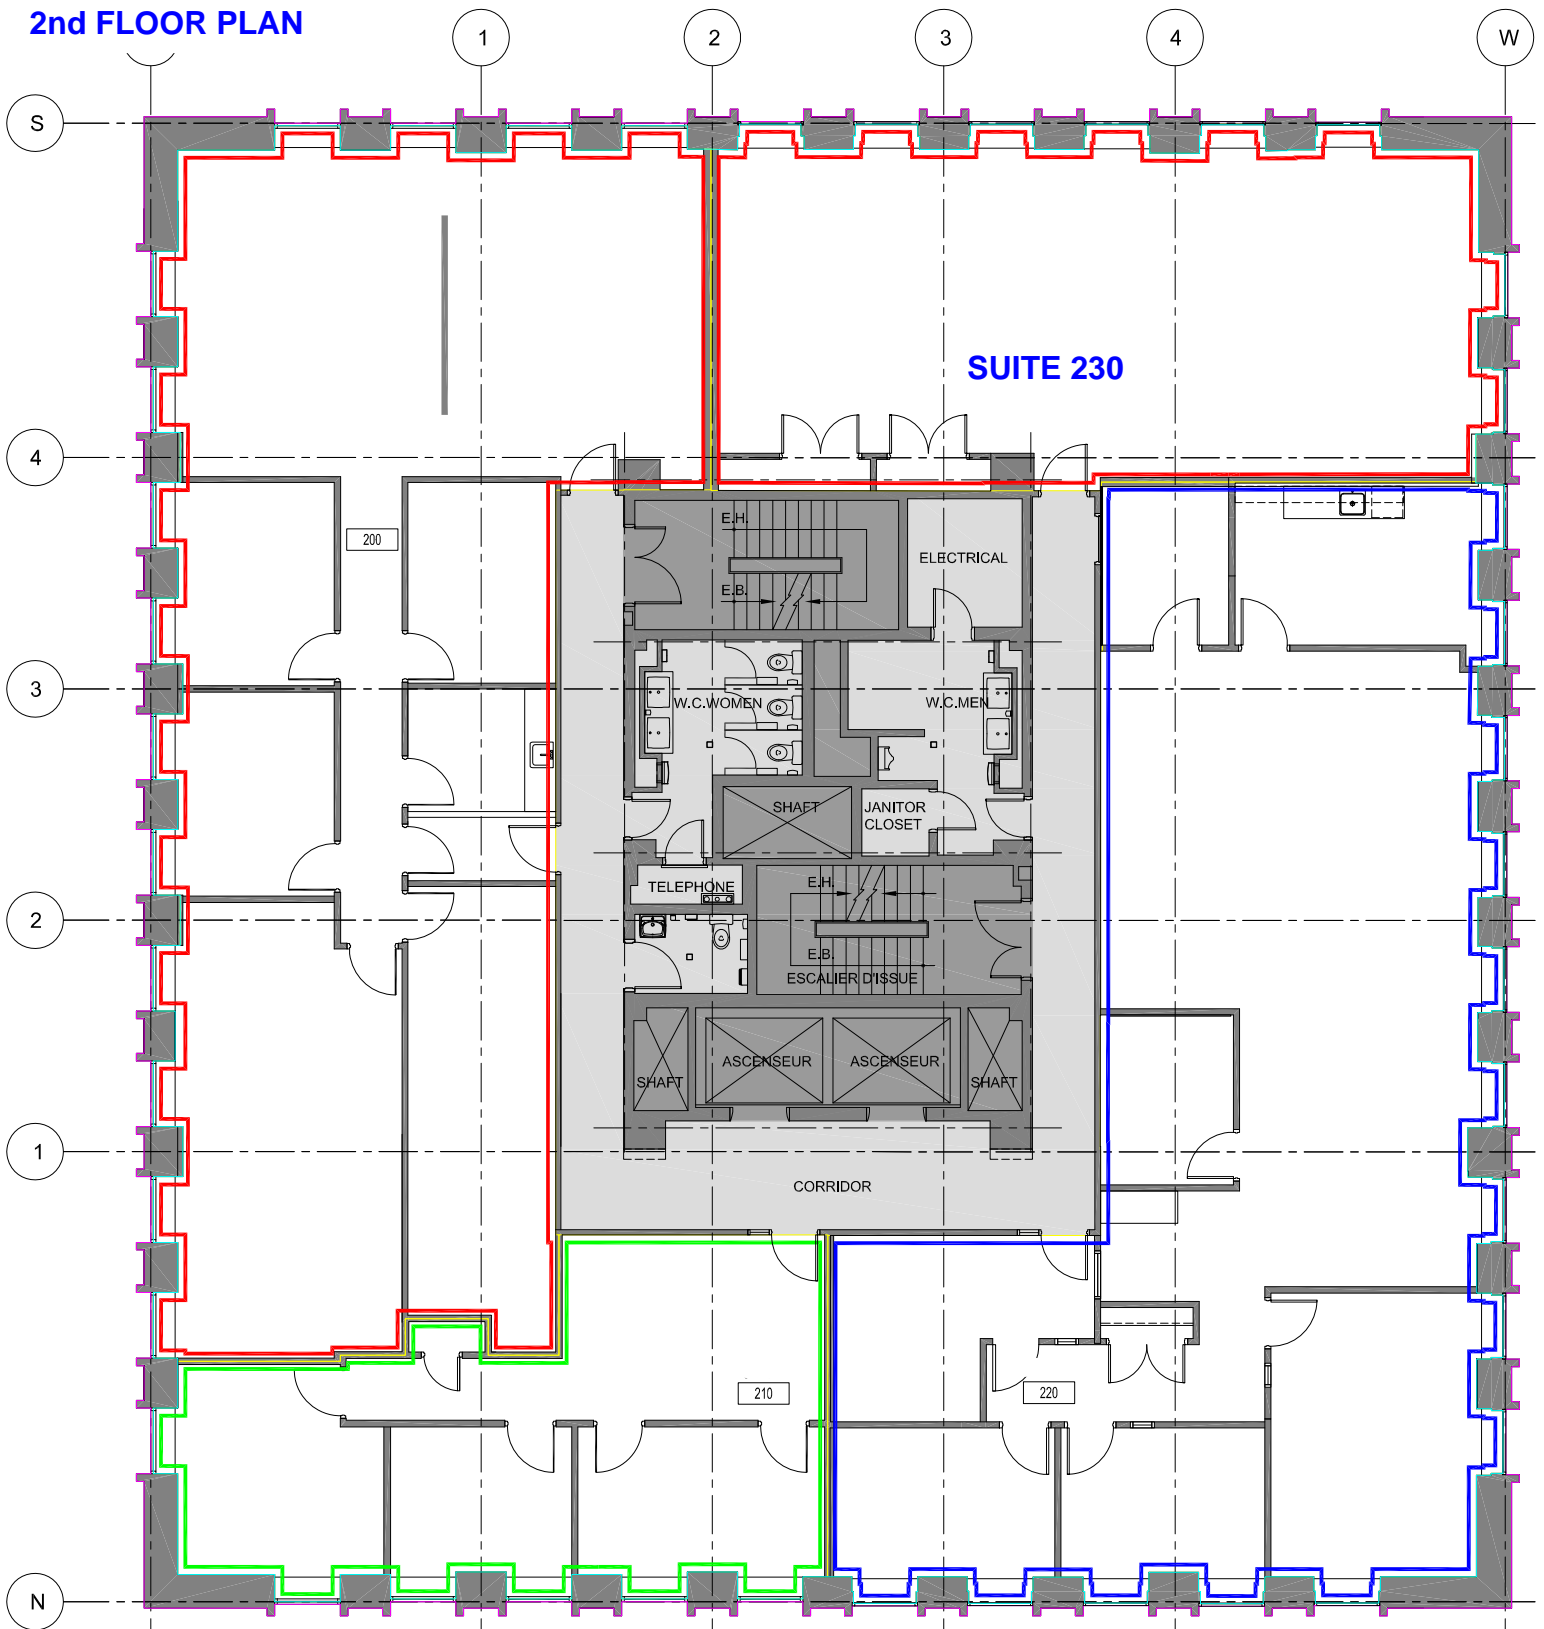 2nd FLOOR PLAN
1
2
3
4
W
S
SUITE 230
4
200
E.H.
ELECTRICAL
E.B.
3
W.C.WOMEN
W.C.MEN
SHAFT
JANITOR
CLOSET
TELEPHONE
E.H.
2
E.B.
ESCALIER D'ISSUE
ASCENSEUR
ASCENSEUR
SHAFT
SHAFT
1
CORRIDOR
210
220
N